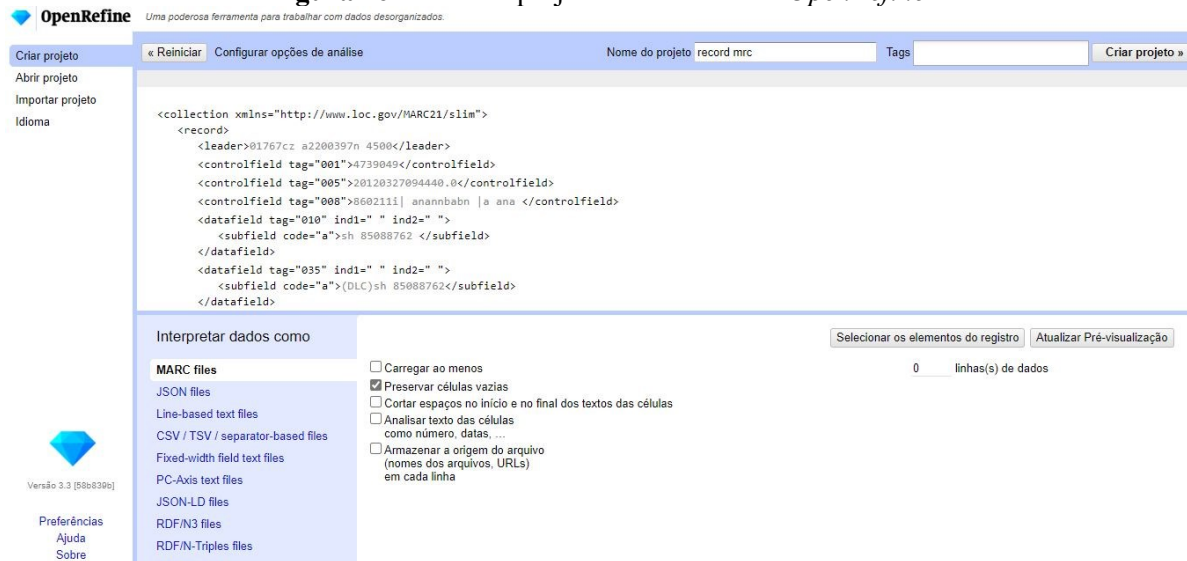 OpenRefine Uma poderosa ferramenta para trabalhar com dados desorganizados.
Criar projeto
Abrir projeto
Importar projeto
Idioma
« Reiniciar Configurar opções de análise Nome do projeto record mrc Tags Criar projeto »
<collection xmlns="http://www.loc.gov/MARC21/slim">
<record>
<leader>01767cz a2200397n 4500</leader>
<controlfield tag="001">4739049</controlfield>
<controlfield tag="005">20120327094440.0</controlfield>
<controlfield tag="008">860211i| anannbabn |a ana </controlfield>
<datafield tag="010" ind1=" " ind2=" ">
<subfield code="a">sh 85088762 </subfield>
</datafield>
<datafield tag="035" ind1=" " ind2=" ">
<subfield code="a">(DLC)sh 85088762</subfield>
</datafield>
Interpretar dados como
MARC files
JSON files
Line-based text files
CSV / TSV / separator-based files
Fixed-width field text files
PC-Axis text files
JSON-LD files
RDF/N3 files
RDF/N-Triples files
Selecionar os elementos do registro Atualizar Pré-visualização
Carregar ao menos 0 linhas(s) de dados
Preservar células vazias
Cortar espaços no início e no final dos textos das células
Analisar texto das células
como número, datas, ...
Armazenar a origem do arquivo
(nomes dos arquivos, URLs)
em cada linha
Versão 3.3 [58b839b]
Preferências
Ajuda
Sobre